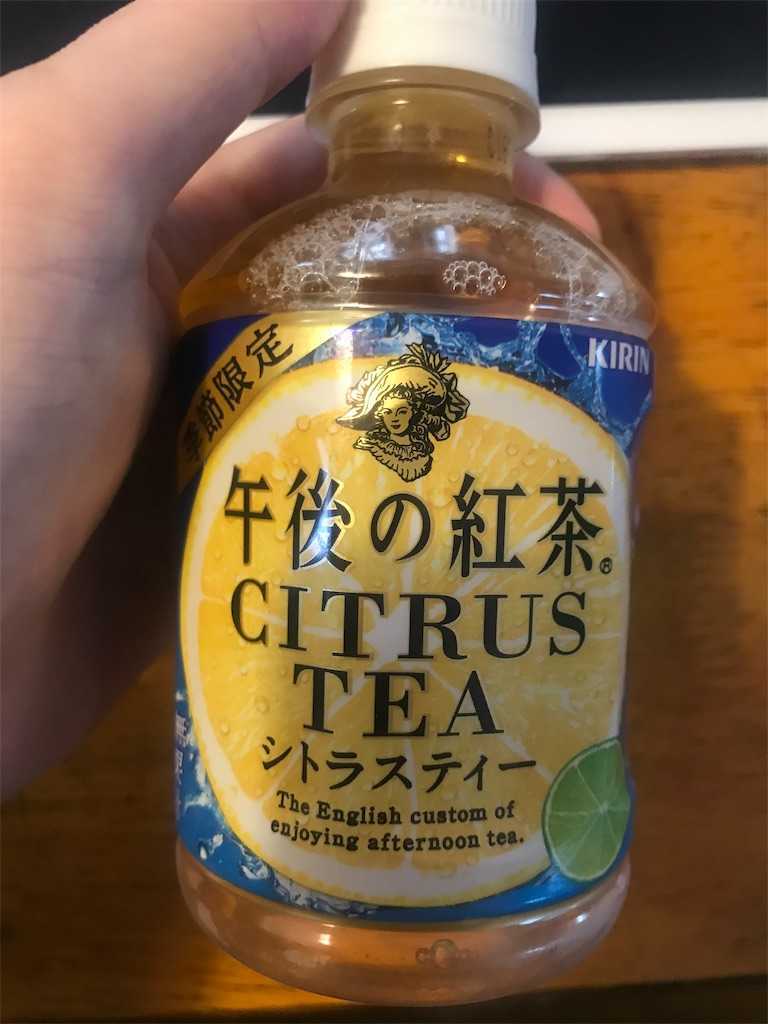 季節限定
KIRIN
午後の紅茶®
CITRUS
TEA
シトラスティー
The English custom of
enjoying afternoon tea.